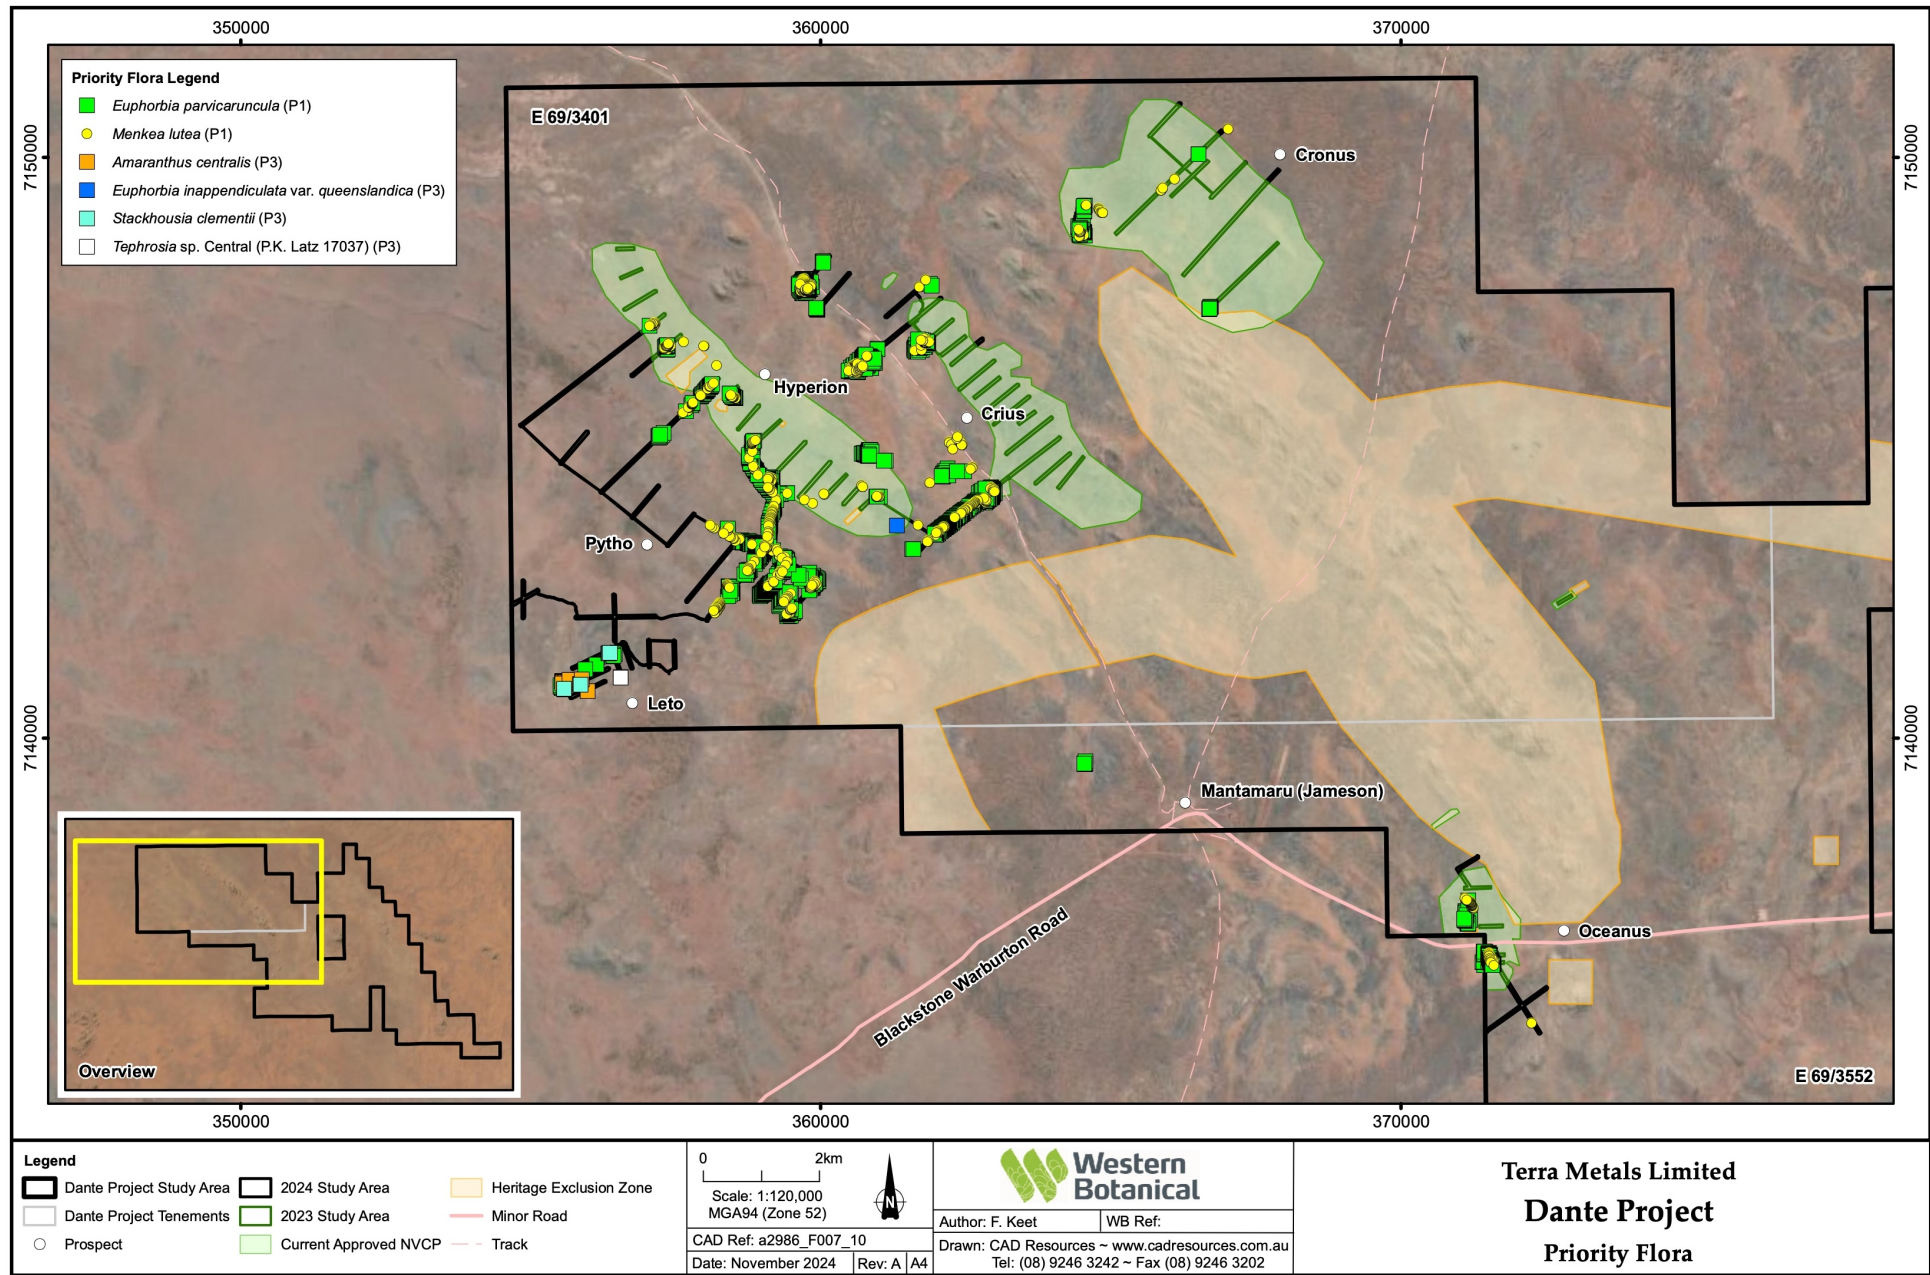 350000
360000
370000
7150000
7150000
7140000
7140000
Priority Flora Legend
Euphorbia parvicaruncula (P1)
Menkea lutea (P1)
Amaranthus centralis (P3)
Euphorbia inappendiculata var. queenslandica (P3)
Stackhousia clementii (P3)
Tephrosia sp. Central (P.K. Latz 17037) (P3)
E 69/3401
Cronus
Hyperion
Crius
Pytho
Leto
Mantamaru (Jameson)
Oceanus
Blackstone Warburton Road
E 69/3552
Overview
350000
360000
370000
Legend
Dante Project Study Area
Dante Project Tenements
Prospect
2024 Study Area
2023 Study Area
Current Approved NVCP
Heritage Exclusion Zone
Minor Road
Track
0 2km
Scale: 1:120,000
MGA94 (Zone 52)
N
CAD Ref: a2986_F007_10
Date: November 2024 Rev: A A4
Western
Botanical
Author: F. Keet WB Ref:
Drawn: CAD Resources ~ www.cadresources.com.au
Tel: (08) 9246 3242 ~ Fax (08) 9246 3202
Terra Metals Limited
Dante Project
Priority Flora